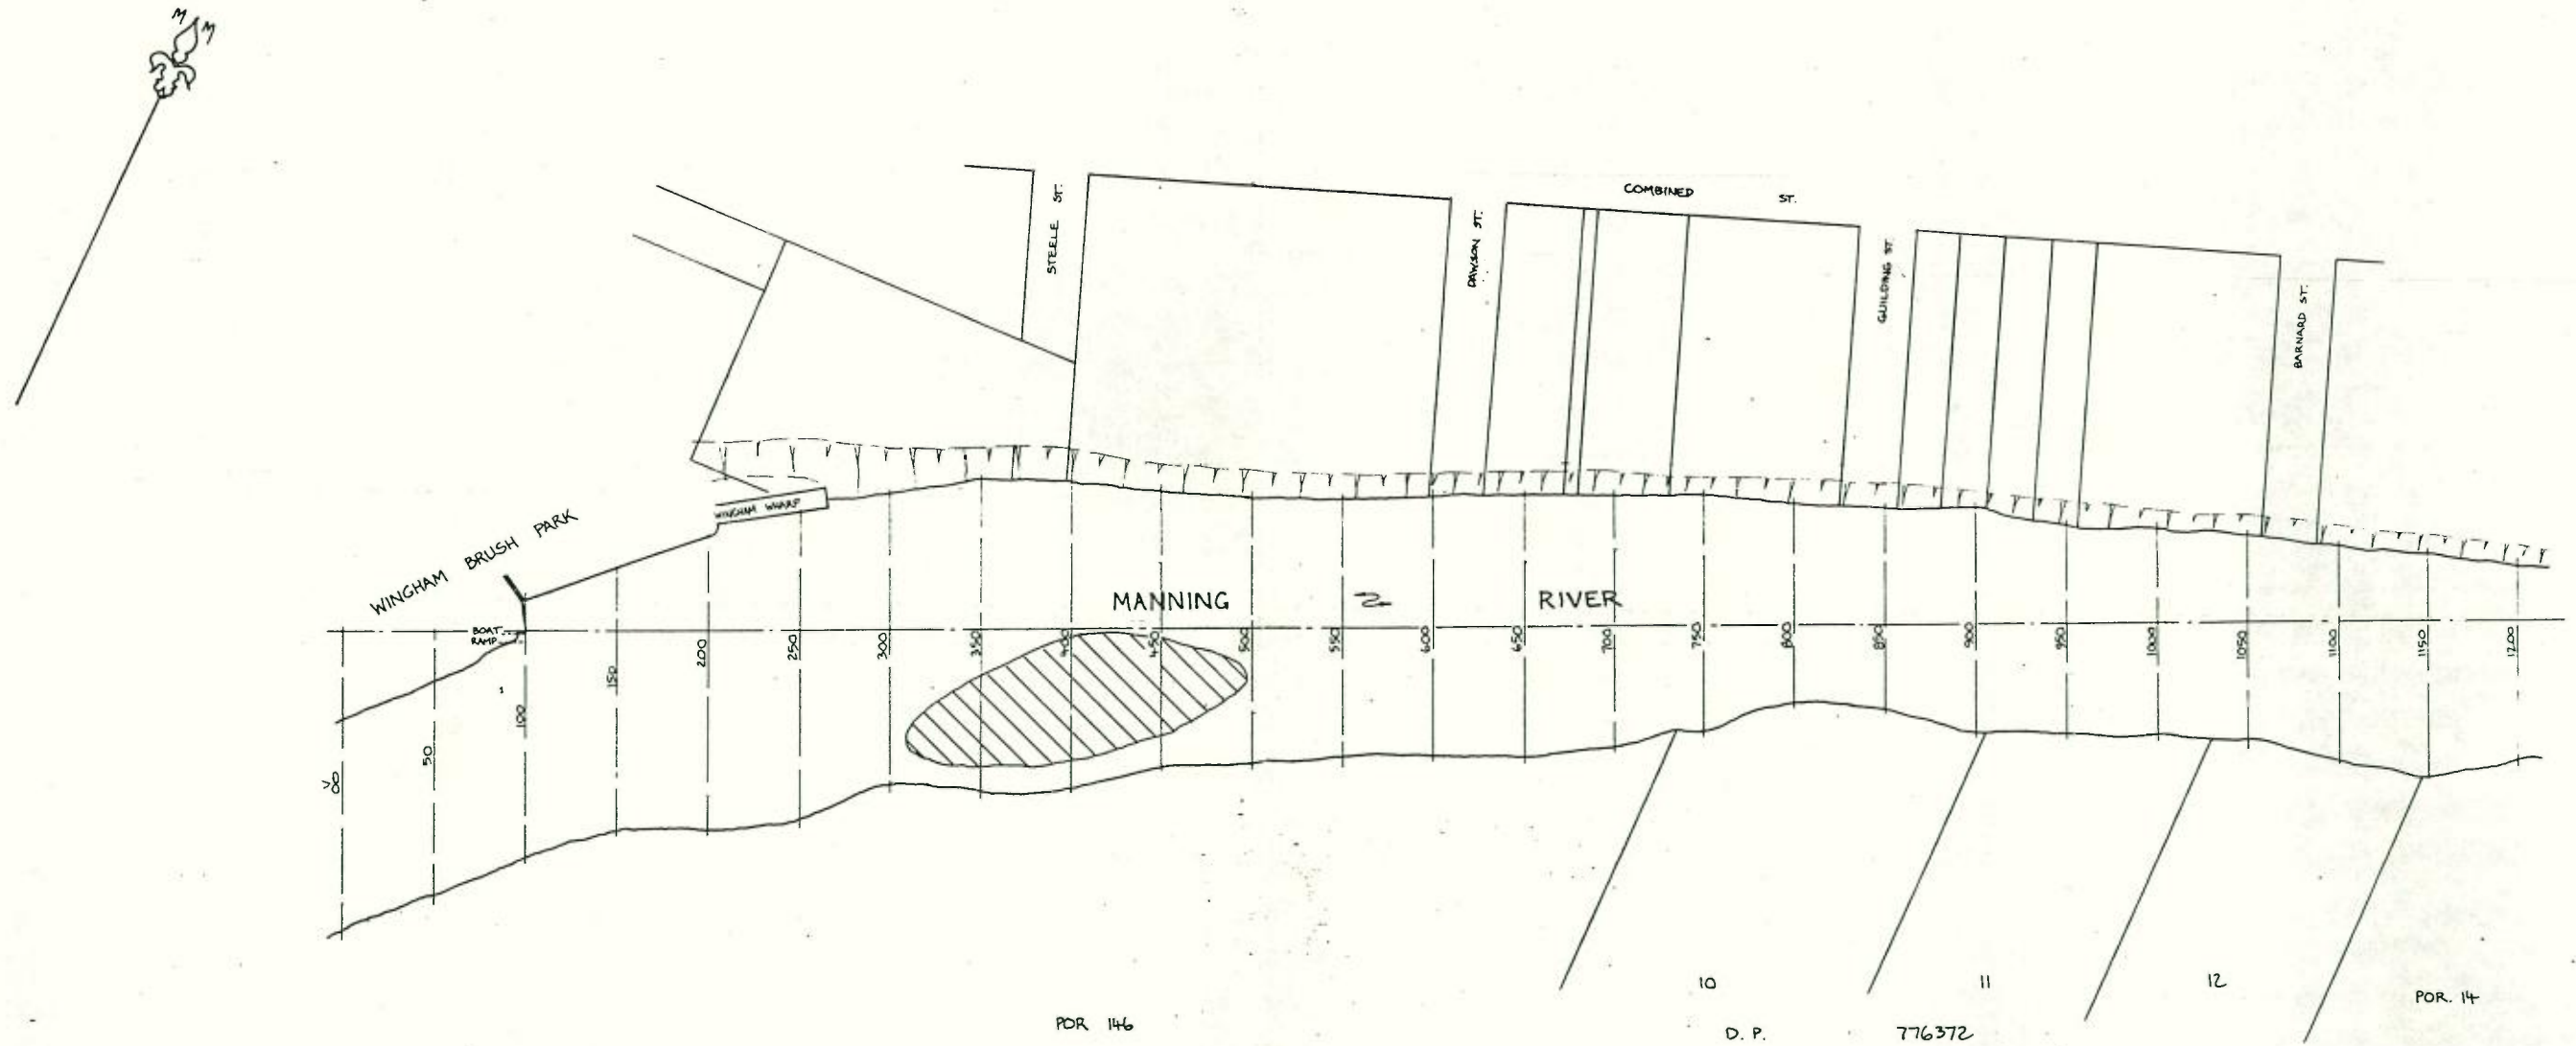 M M
COMBINED ST.
STEELE ST.
DAWSON ST.
GUILDING ST.
BARNARD ST.
WINGHAM WHARF
WINGHAM BRUSH PARK
MANNING RIVER
BOAT
RAMP
00
50
100
150
200
250
300
350
400
450
500
550
600
650
700
750
800
850
900
950
1000
1050
1100
1150
1200
10
11
12
POR. 14
POR 146
D. P. 776372